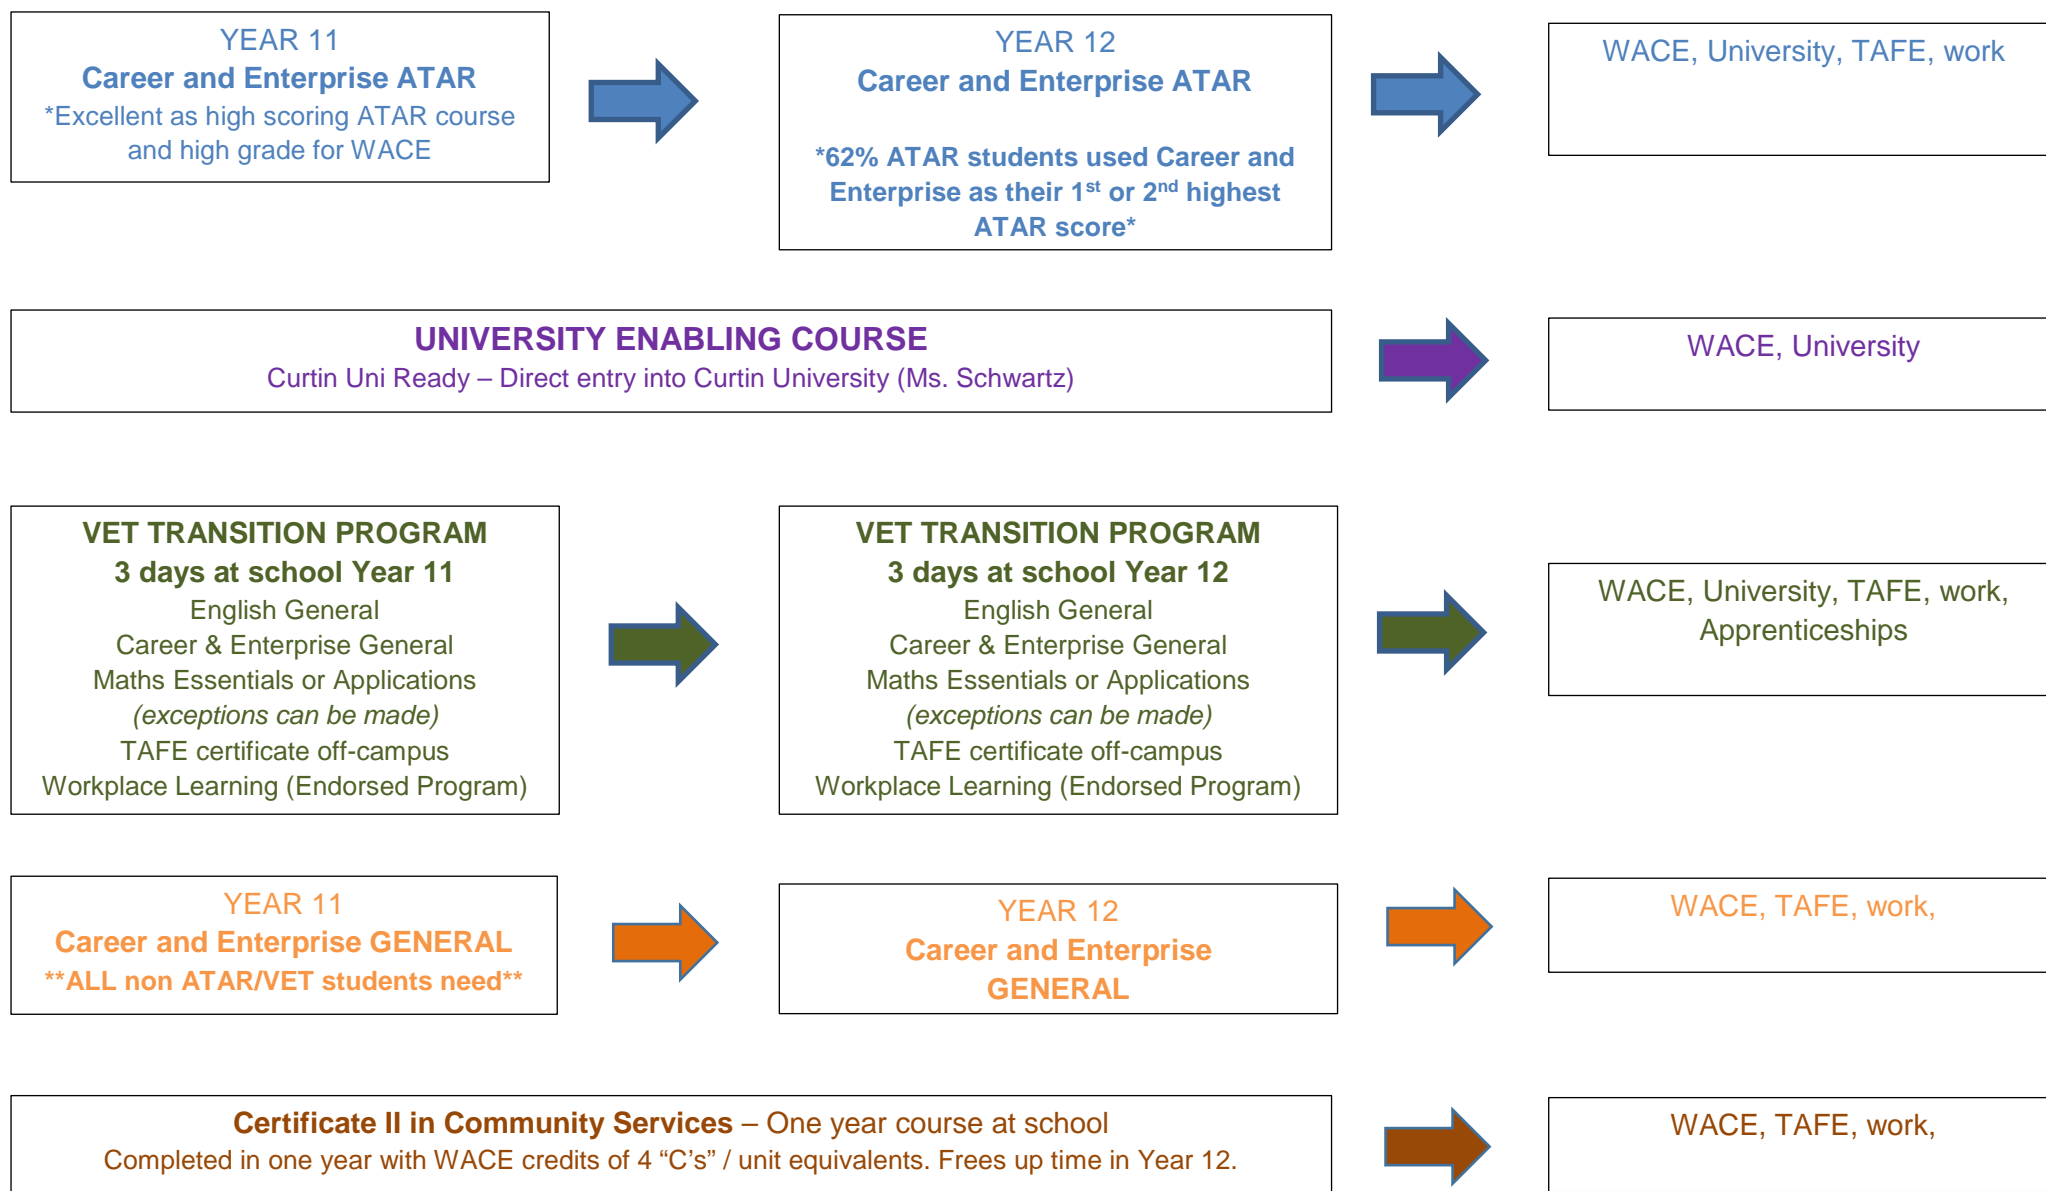 YEAR 11
Career and Enterprise ATAR
*Excellent as high scoring ATAR course
and high grade for WACE
YEAR 12
Career and Enterprise ATAR
*62% ATAR students used Career and
Enterprise as their 1st or 2nd highest
ATAR score*
WACE, University, TAFE, work
UNIVERSITY ENABLING COURSE
Curtin Uni Ready – Direct entry into Curtin University (Ms. Schwartz)
WACE, University
VET TRANSITION PROGRAM
3 days at school Year 11
English General
Career & Enterprise General
Maths Essentials or Applications
(exceptions can be made)
TAFE certificate off-campus
Workplace Learning (Endorsed Program)
VET TRANSITION PROGRAM
3 days at school Year 12
English General
Career & Enterprise General
Maths Essentials or Applications
(exceptions can be made)
TAFE certificate off-campus
Workplace Learning (Endorsed Program)
WACE, University, TAFE, work,
Apprenticeships
YEAR 11
Career and Enterprise GENERAL
**ALL non ATAR/VET students need**
YEAR 12
Career and Enterprise
GENERAL
WACE, TAFE, work,
Certificate II in Community Services – One year course at school
Completed in one year with WACE credits of 4 “C’s” / unit equivalents. Frees up time in Year 12.
WACE, TAFE, work,